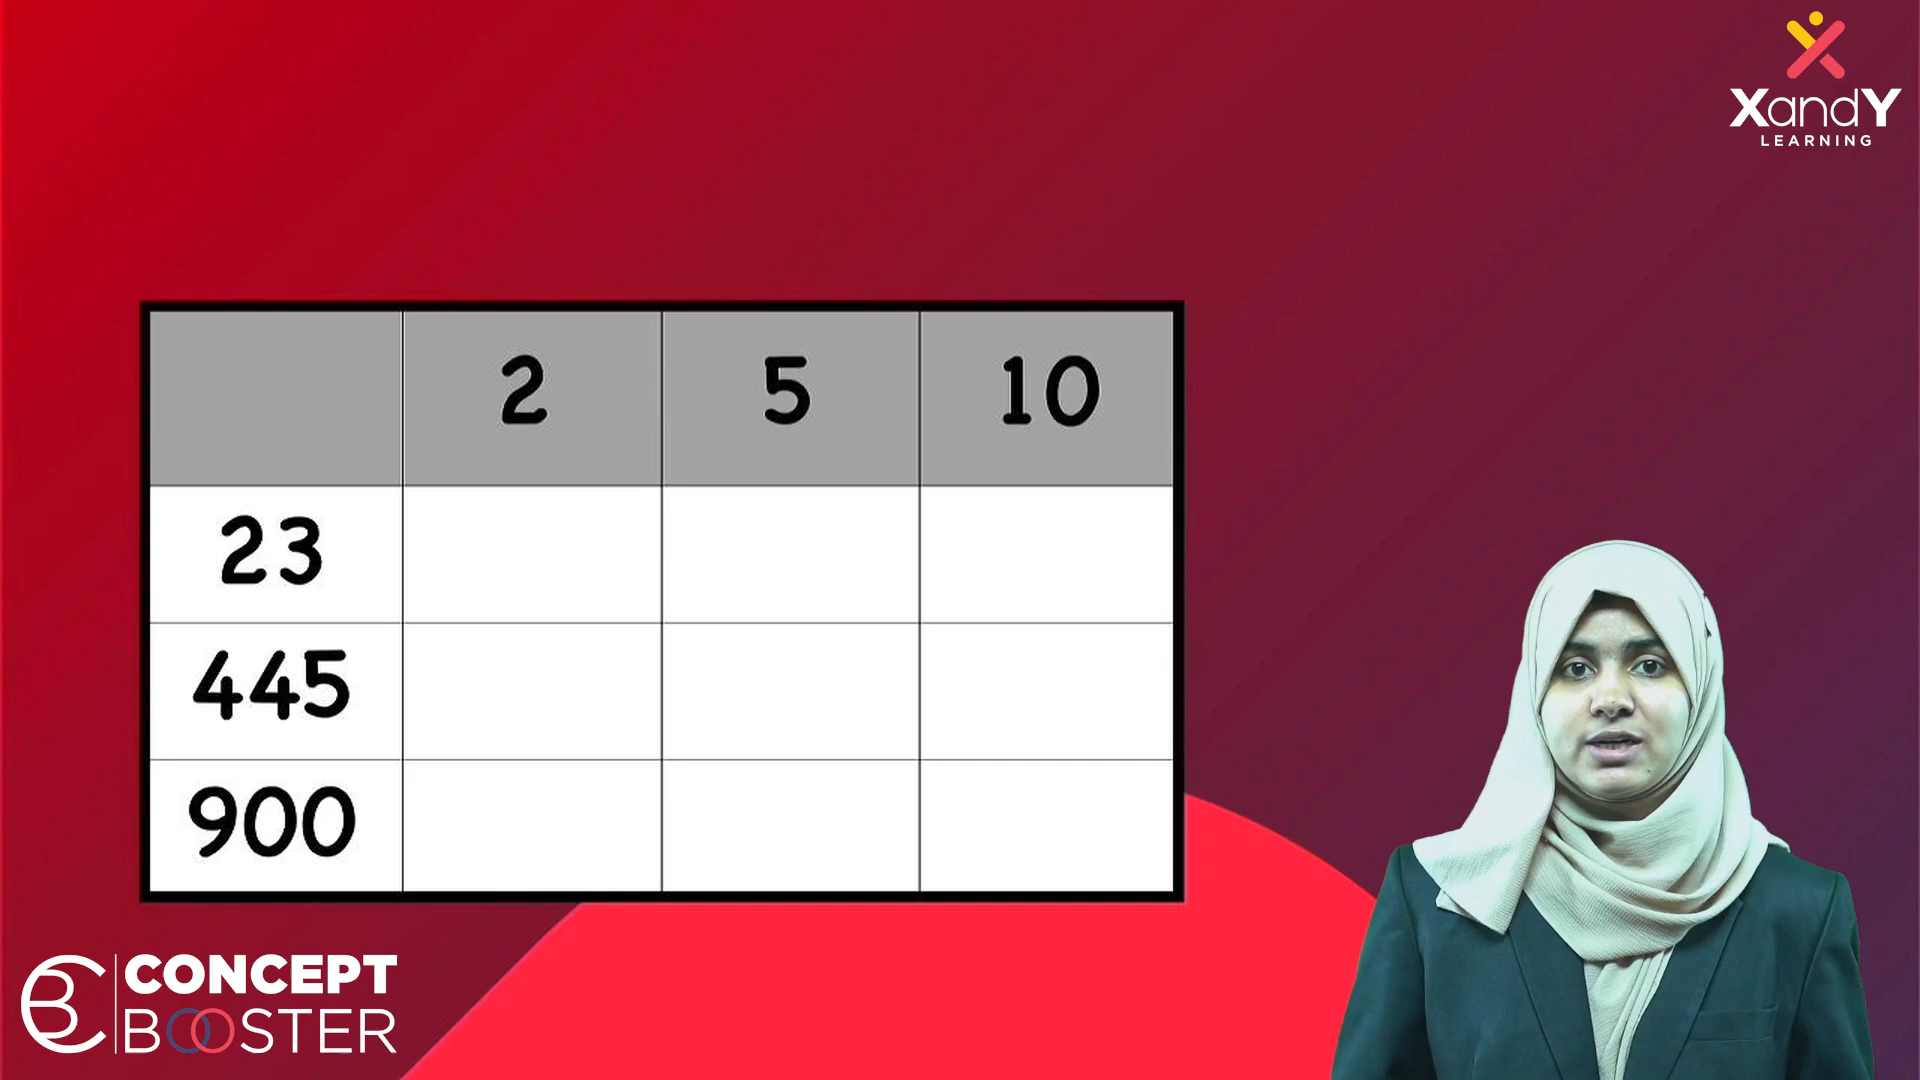 XandY
LEARNING
2 5 10
23
445
900
CONCEPT
BOOSTER